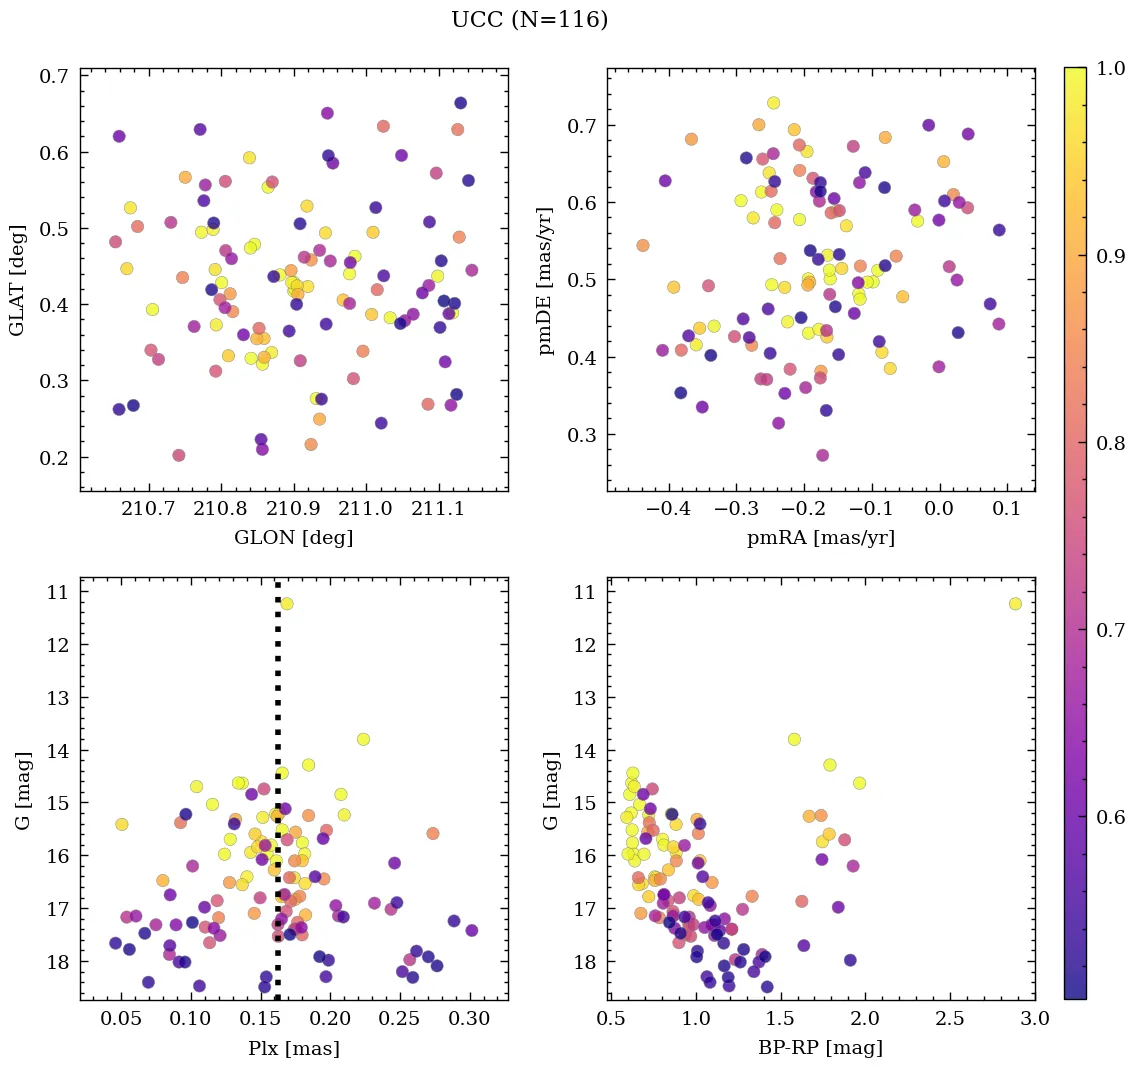 UCC (N=116)
0.7
0.6
0.5
0.4
0.3
0.2
GLAT [deg]
210.7 210.8 210.9 211.0 211.1
GLON [deg]
0.7
0.6
0.5
0.4
0.3
pmDE [mas/yr]
−0.4 −0.3 −0.2 −0.1 0.0 0.1
pmRA [mas/yr]
11
12
13
14
15
16
17
18
G [mag]
0.05 0.10 0.15 0.20 0.25 0.30
Plx [mas]
11
12
13
14
15
16
17
18
G [mag]
0.5 1.0 1.5 2.0 2.5 3.0
BP-RP [mag]
1.0
0.9
0.8
0.7
0.6